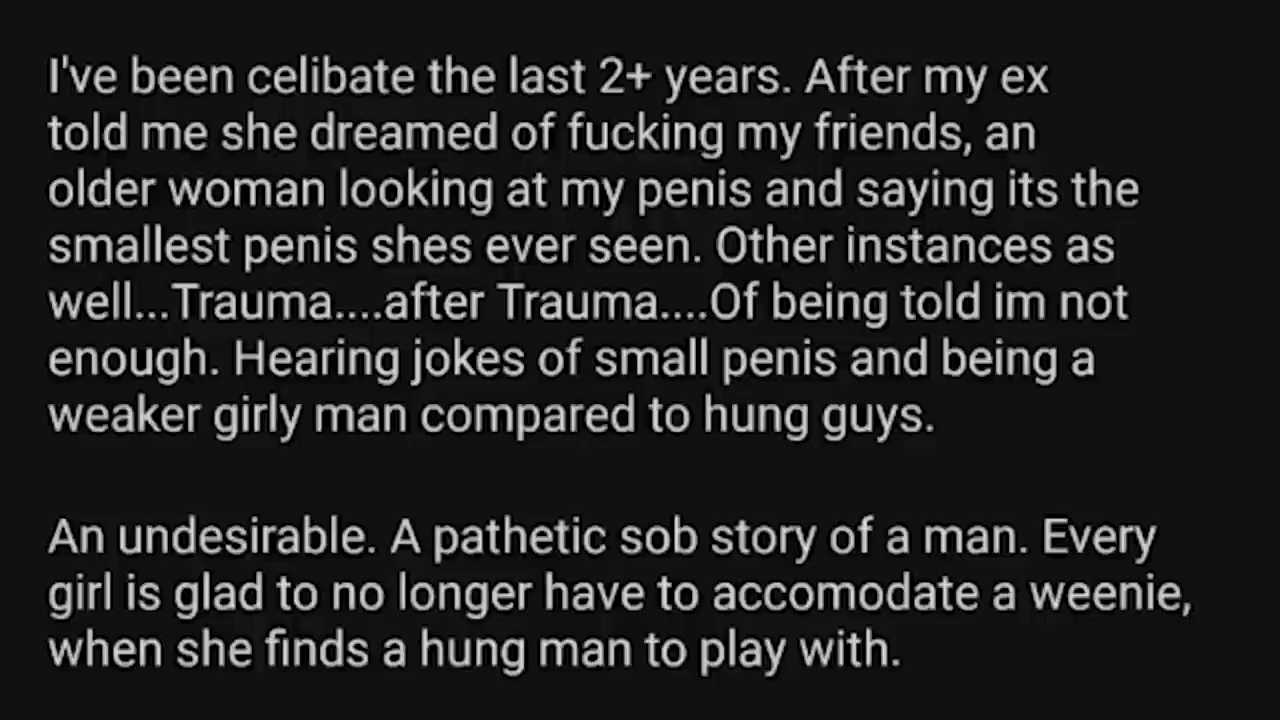 I've been celibate the last 2+ years. After my ex
told me she dreamed of fucking my friends, an
older woman looking at my penis and saying its the
smallest penis shes ever seen. Other instances as
well...Trauma....after Trauma....Of being told im not
enough. Hearing jokes of small penis and being a
weaker girly man compared to hung guys.
An undesirable. A pathetic sob story of a man. Every
girl is glad to no longer have to accomodate a weenie,
when she finds a hung man to play with.